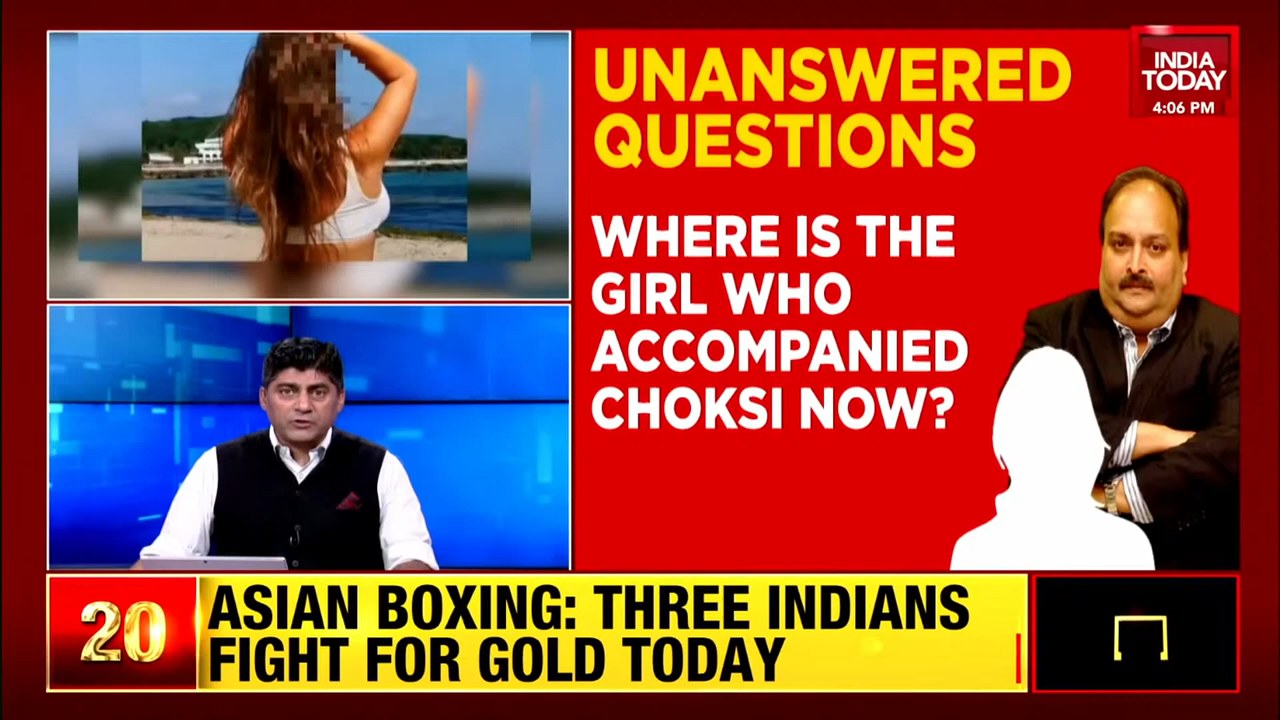 UNANSWERED
QUESTIONS
WHERE IS THE
GIRL WHO
ACCOMPANIED
CHOKSI NOW?
INDIA
TODAY
4:06 PM
20
ASIAN BOXING: THREE INDIANS
FIGHT FOR GOLD TODAY